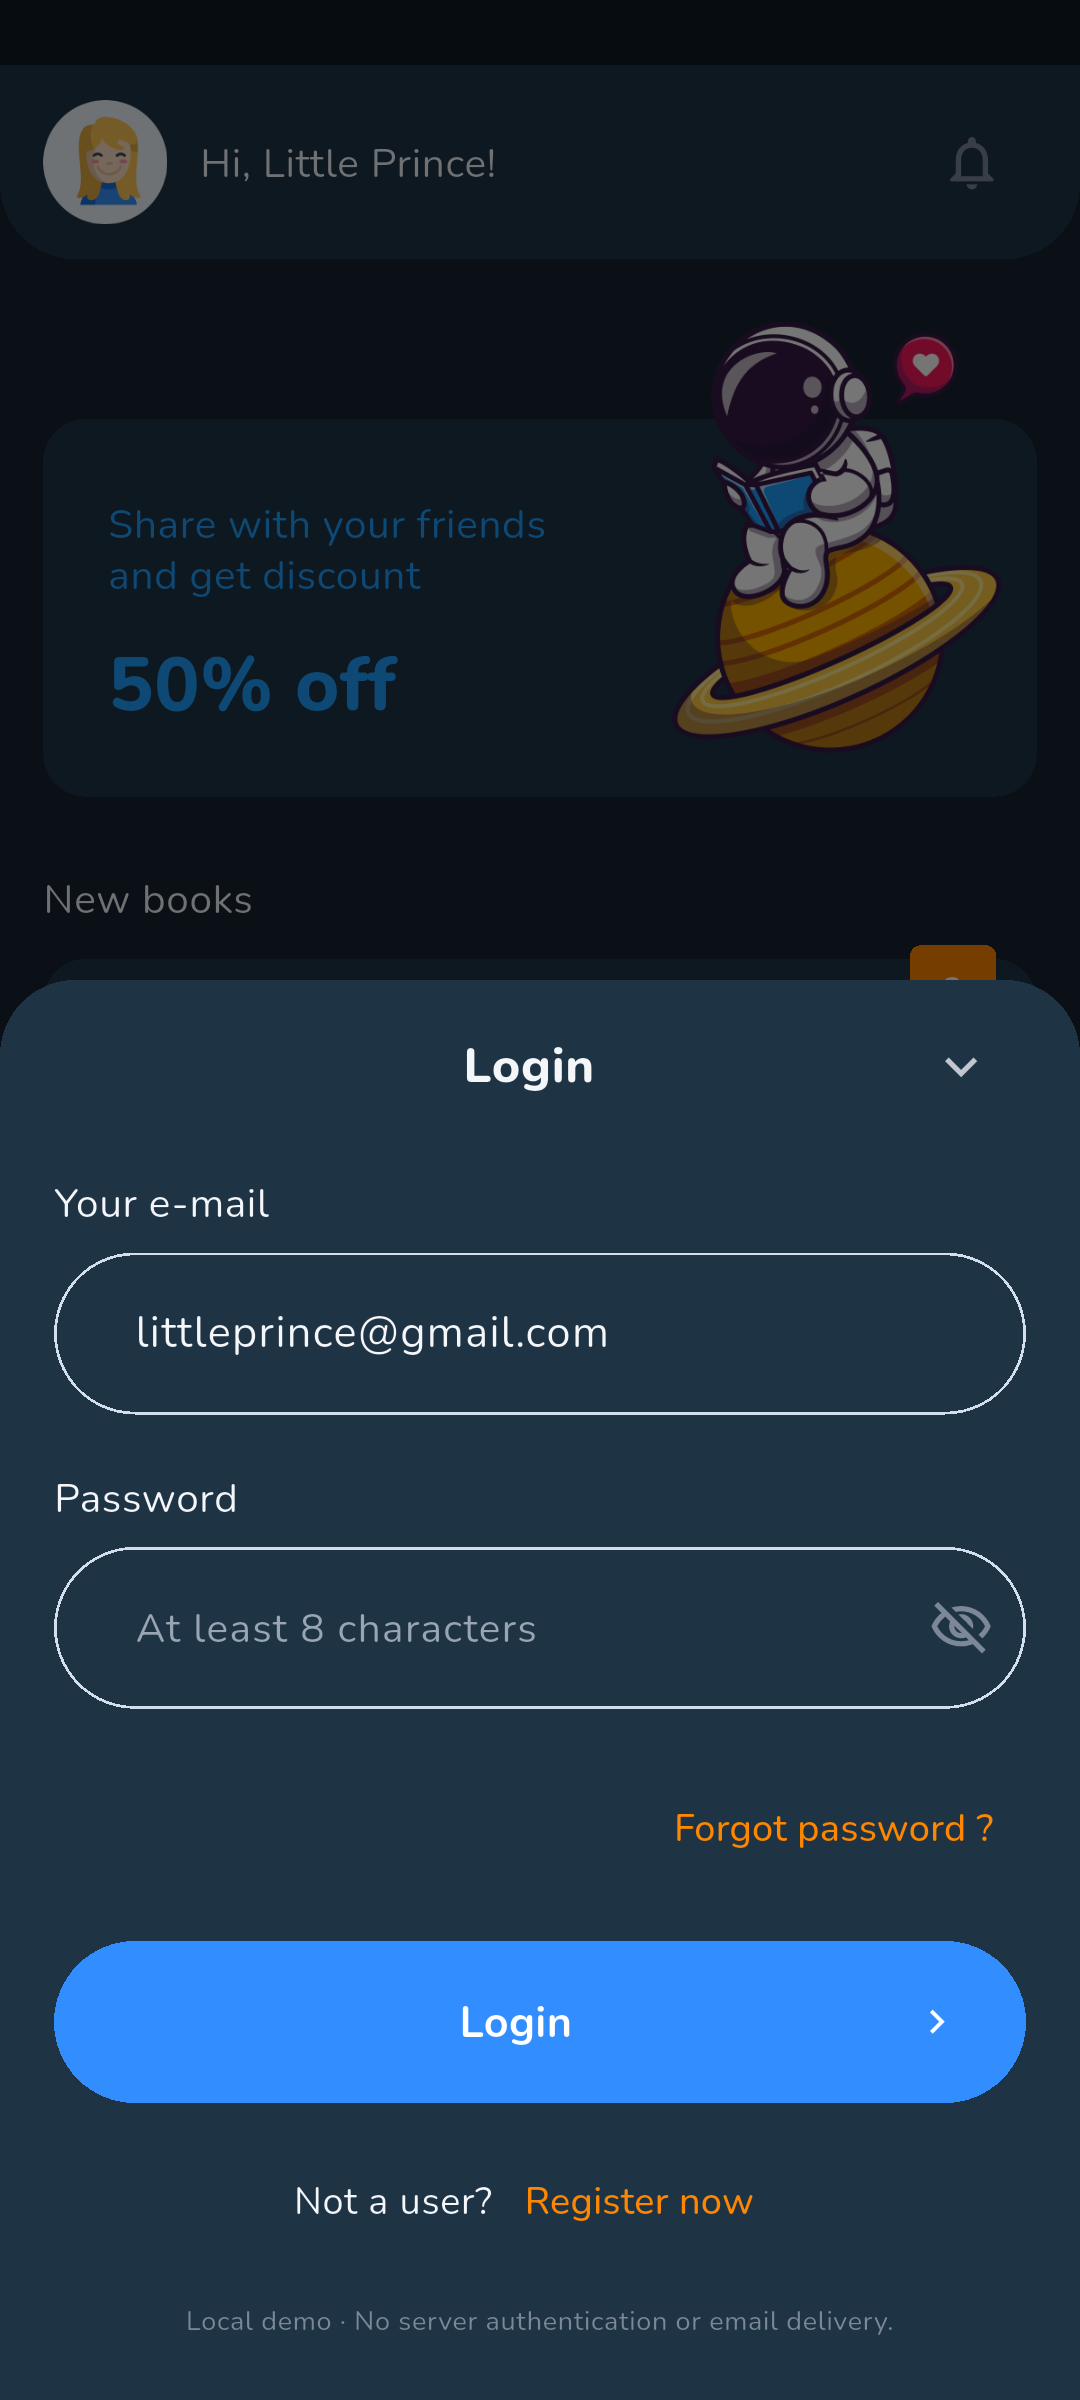 Hi, Little Prince!
Share with your friends
and get discount
50% off
New books
Login
Your e-mail
littleprince@gmail.com
Password
At least 8 characters
Forgot password ?
Login
Not a user? Register now
Local demo · No server authentication or email delivery.